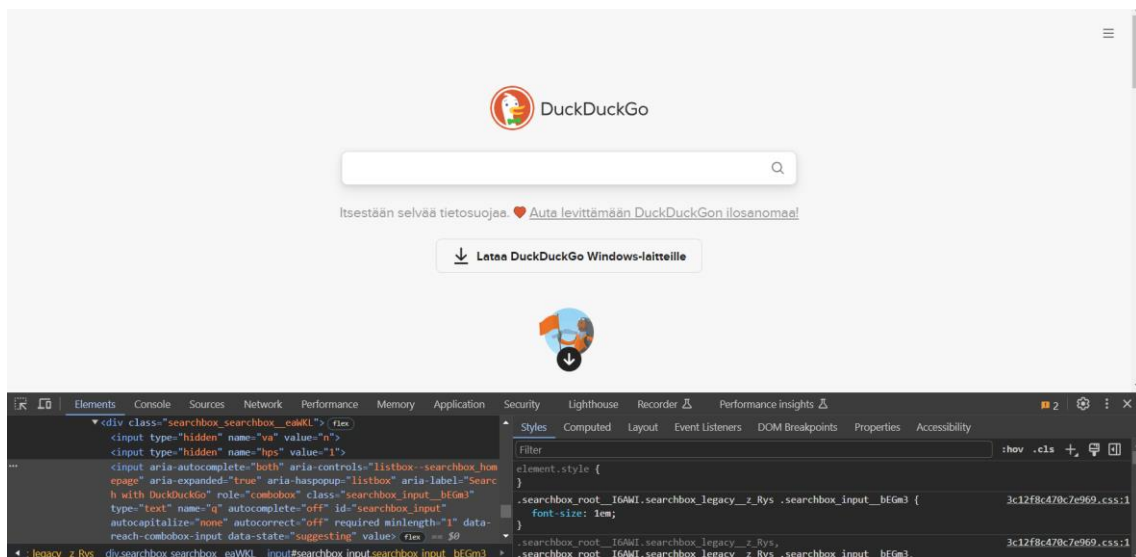 DuckDuckGo
Itsestään selvää tietosuojaa. Auta levittämään DuckDuckGon ilosanomaa!
Lataa DuckDuckGo Windows-laitteille
Elements Console Sources Network Performance Memory Application Security Lighthouse Recorder Performance insights 2
<div class="searchbox_searchbox__eaWKL"> flex
<input type="hidden" name="va" value="n">
<input type="hidden" name="hps" value="1">
<input aria-autocomplete="both" aria-controls="listbox--searchbox_hom
epage" aria-expanded="true" aria-haspopup="listbox" aria-label="Searc
h with DuckDuckGo" role="combobox" class="searchbox_input__bEGm3"
type="text" name="q" autocomplete="off" id="searchbox_input"
autocapitalize="none" autocorrect="off" required minlength="1" data-
reach-combobox-input data-state="suggesting" value> flex == $0
legacy__z_Rys div.searchbox_searchbox__eaWKL input#searchbox_input.searchbox_input__bEGm3
Styles Computed Layout Event Listeners DOM Breakpoints Properties Accessibility
Filter :hov .cls
element.style {
}
.searchbox_root__I6AWI.searchbox_legacy__z_Rys .searchbox_input__bEGm3 { 3c12f8c470c7e969.css:1
font-size: 1em;
}
.searchbox_root__I6AWI.searchbox_legacy__z_Rys, 3c12f8c470c7e969.css:1
.searchbox_root__I6AWI.searchbox_legacy__z_Rys .searchbox_input__bEGm3,